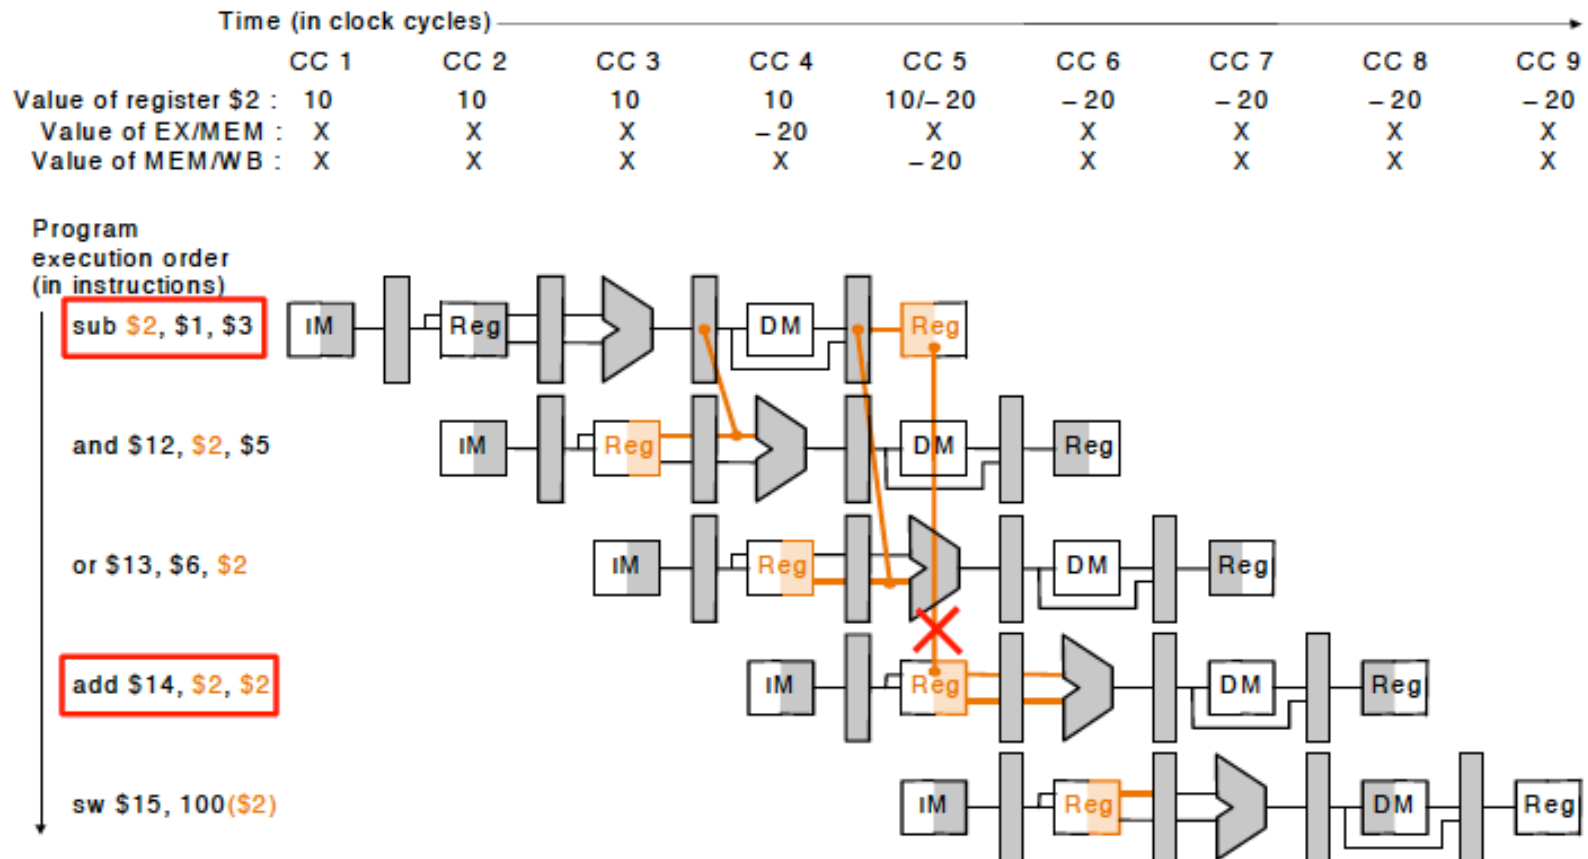 Time (in clock cycles)
CC 1 CC 2 CC 3 CC 4 CC 5 CC 6 CC 7 CC 8 CC 9
Value of register $2 : 10 10 10 10 10/– 20 – 20 – 20 – 20 – 20
Value of EX/MEM : X X X – 20 X X X X X
Value of MEM/WB : X X X X – 20 X X X X
Program
execution order
(in instructions)
sub $2, $1, $3 IM Reg DM Reg
and $12, $2, $5 IM Reg DM Reg
or $13, $6, $2 IM Reg DM Reg
add $14, $2, $2 IM Reg DM Reg
sw $15, 100($2) IM Reg DM Reg